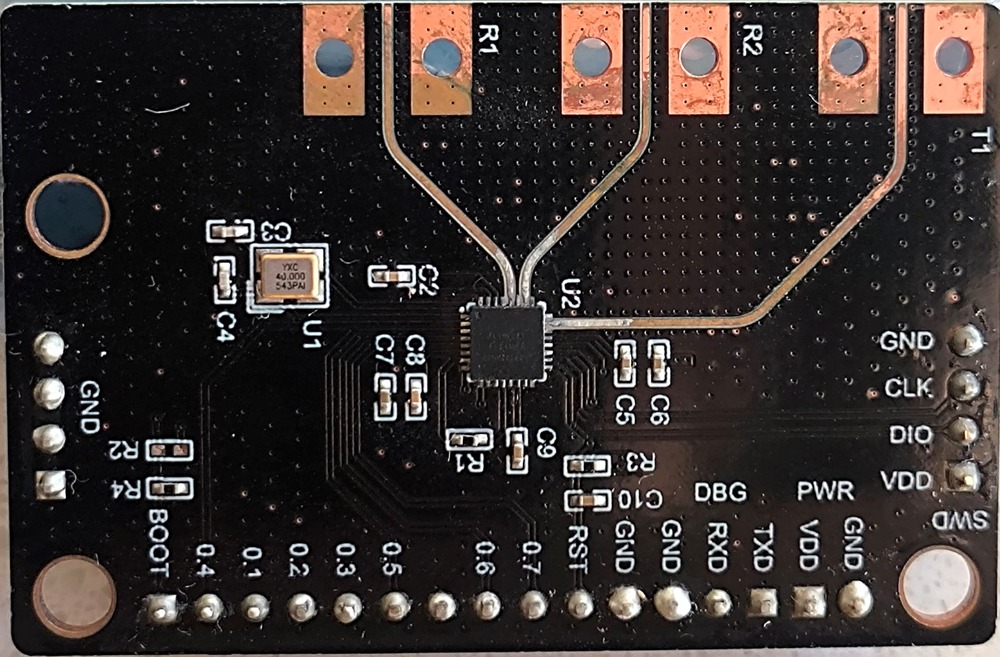 R1
R2
T1
C3
YXC
40.000
543PAI
C2
U2
C4
U1
GND
C7
C8
C5
C6
CLK
GND
DIO
R2
R1
C9
R3
VDD
R4
C10
DBG
PWR
SWD
BOOT
0.4
0.1
0.2
0.3
0.5
0.6
0.7
RST
GND
GND
RXD
TXD
VDD
GND